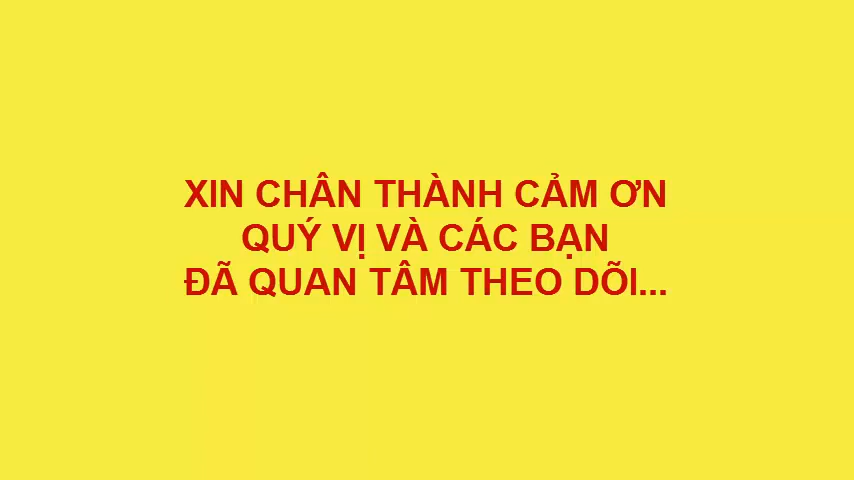 XIN CHÂN THÀNH CẢM ƠN
QUÝ VỊ VÀ CÁC BẠN
ĐÃ QUAN TÂM THEO DÕI...